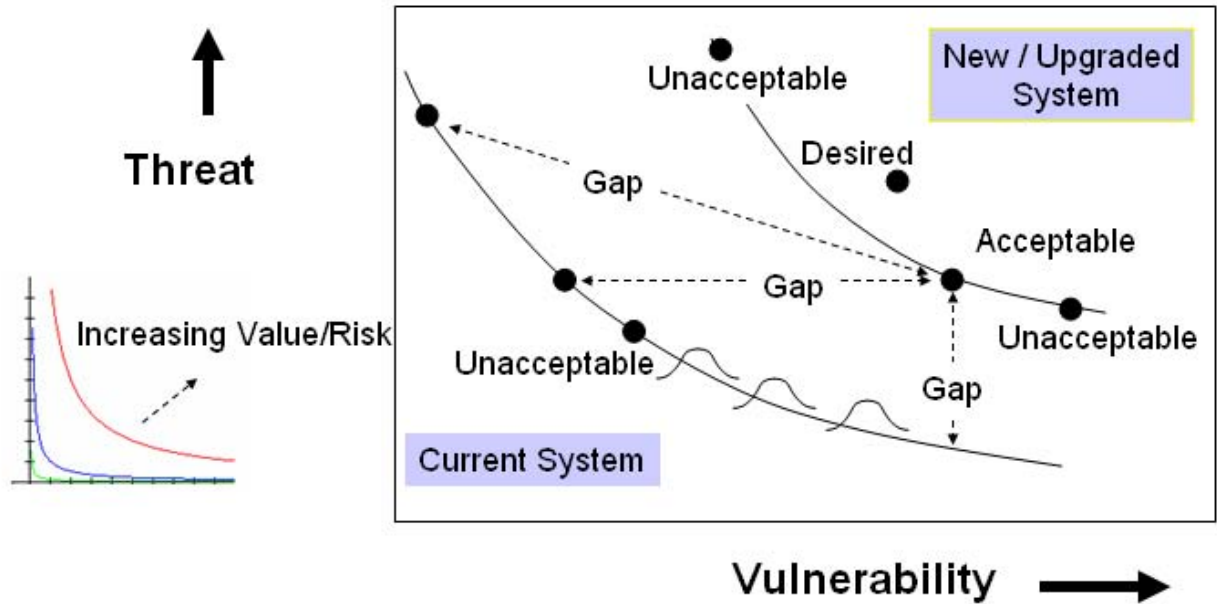 Threat
Increasing Value/Risk
Unacceptable
New / Upgraded
System
Desired
Gap
Acceptable
Gap
Unacceptable
Unacceptable
Gap
Current System
Vulnerability